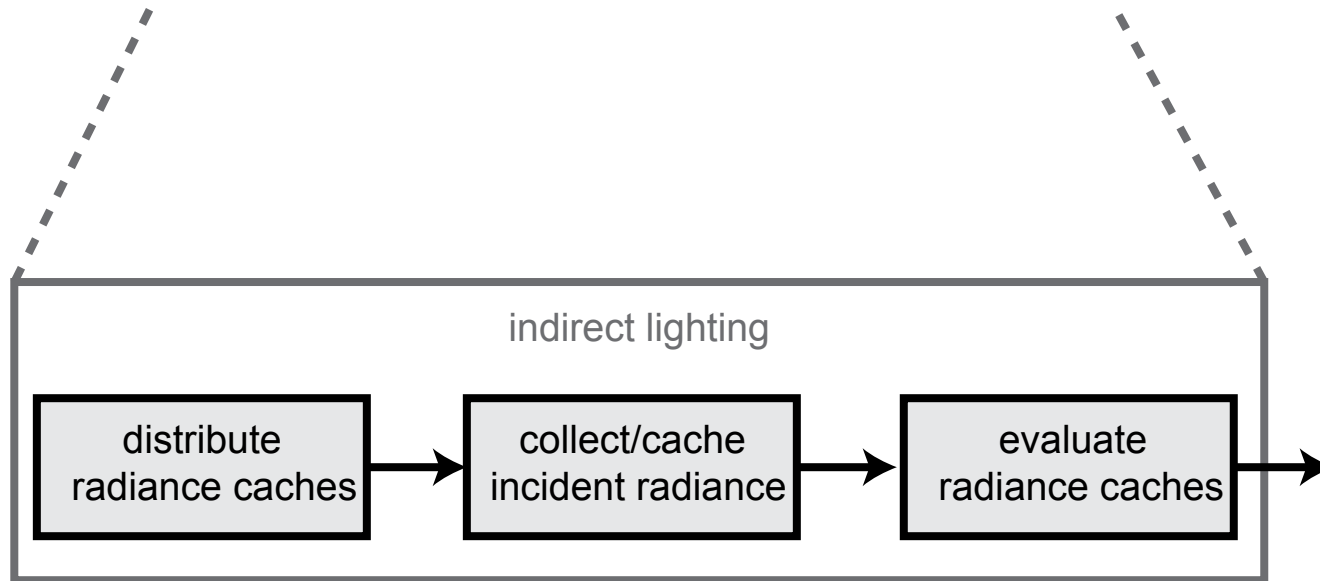 indirect lighting
distribute
radiance caches
collect/cache
incident radiance
evaluate
radiance caches